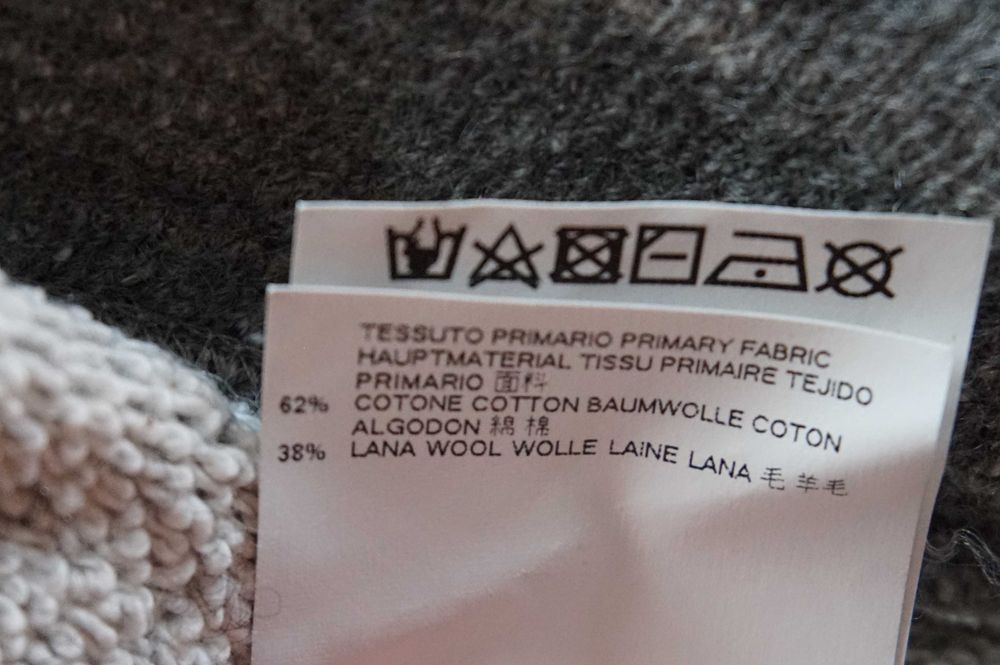 TESSUTO PRIMARIO PRIMARY FABRIC
HAUPTMATERIAL TISSU PRIMAIRE TEJIDO
PRIMARIO 面料
62% COTONE COTTON BAUMWOLLE COTON
ALGODON 綿 棉
38% LANA WOOL WOLLE LAINE LANA 毛 羊毛